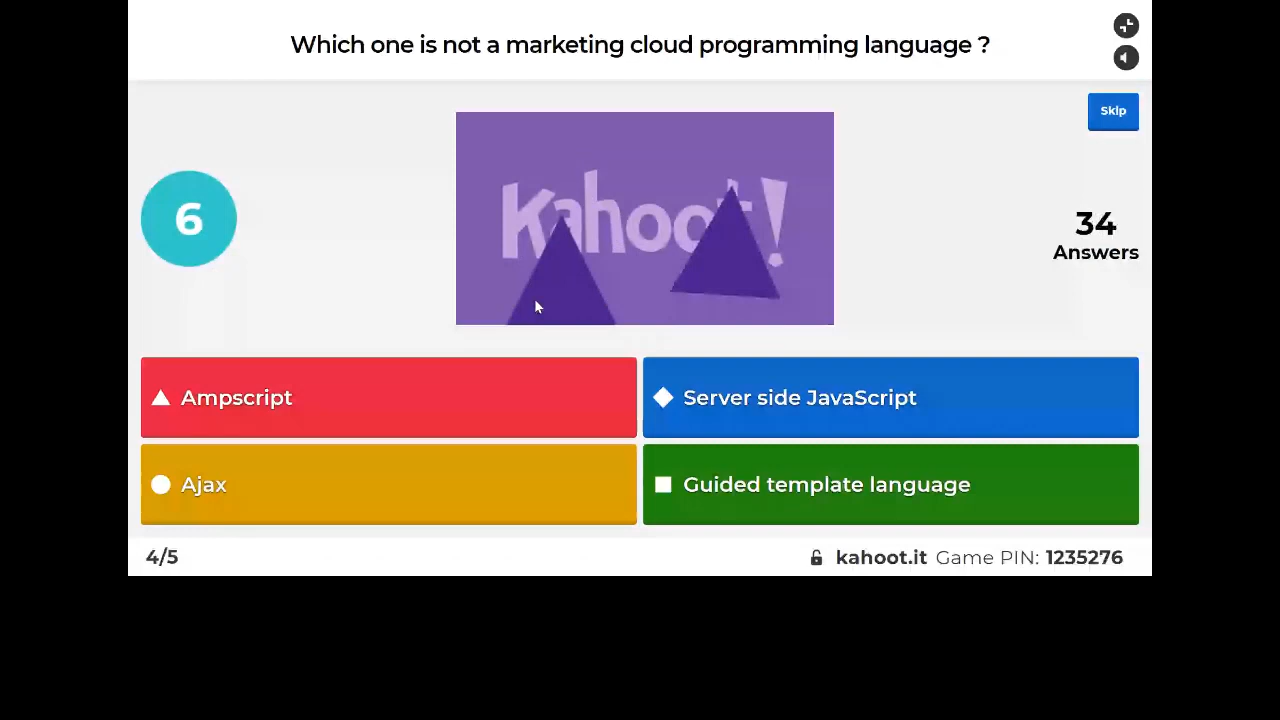 Which one is not a marketing cloud programming language ?
Skip
6
Kahoot!
34
Answers
Ampscript
Server side JavaScript
Ajax
Guided template language
4/5
kahoot.it Game PIN: 1235276